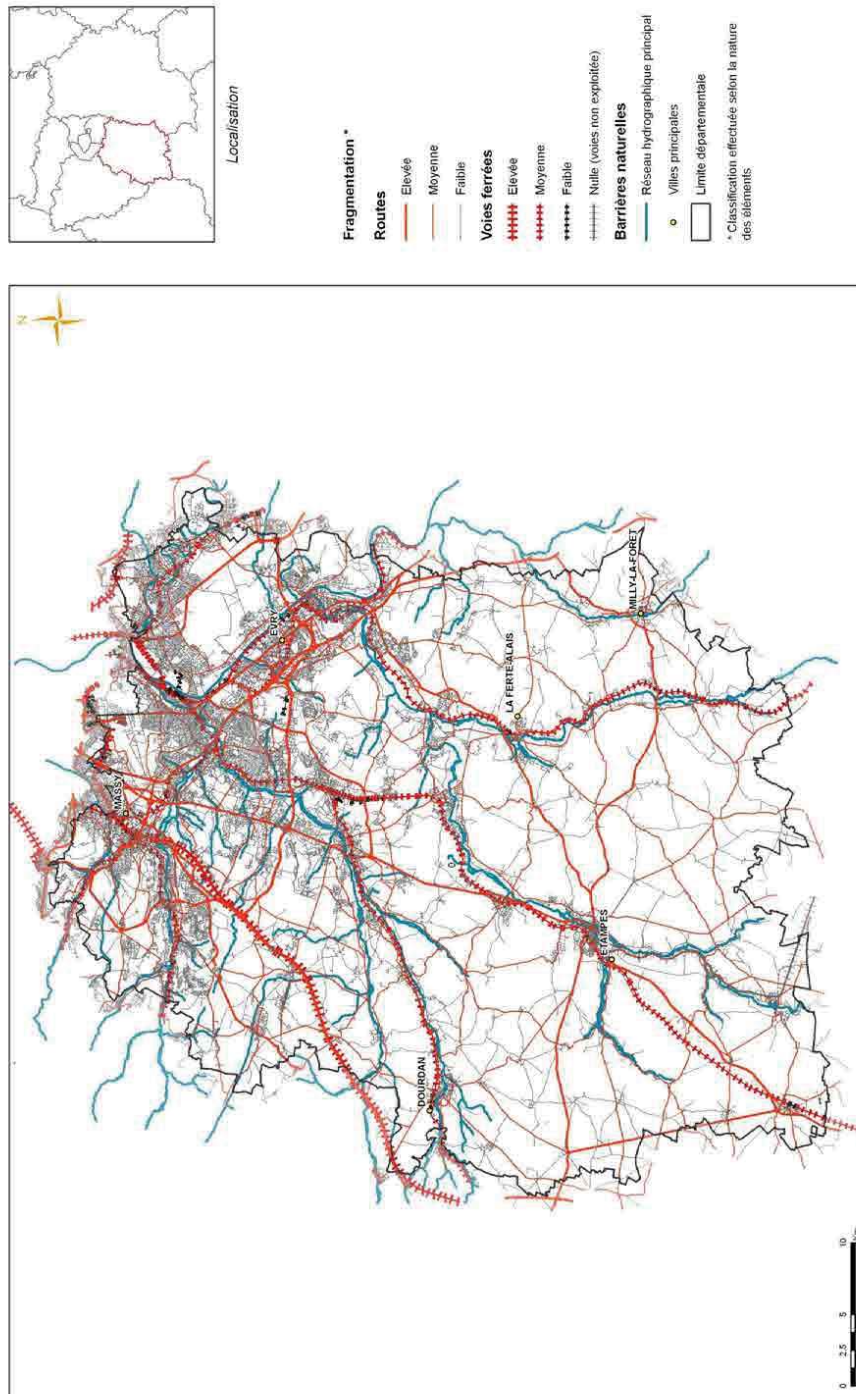 Localisation
Fragmentation *
Routes
Elevée
Moyenne
Faible
Voies ferrées
Elevée
Moyenne
Faible
Nulle (voies non exploitée)
Barrières naturelles
Réseau hydrographique principal
Villes principales
Limite départementale
* Classification effectuée selon la nature
des éléments
N
MASSY
EVRY
DOURDAN
LA FERTE-ALAIS
ETAMPES
MILLY-LA-FORET
0 2.5 5 10
Km